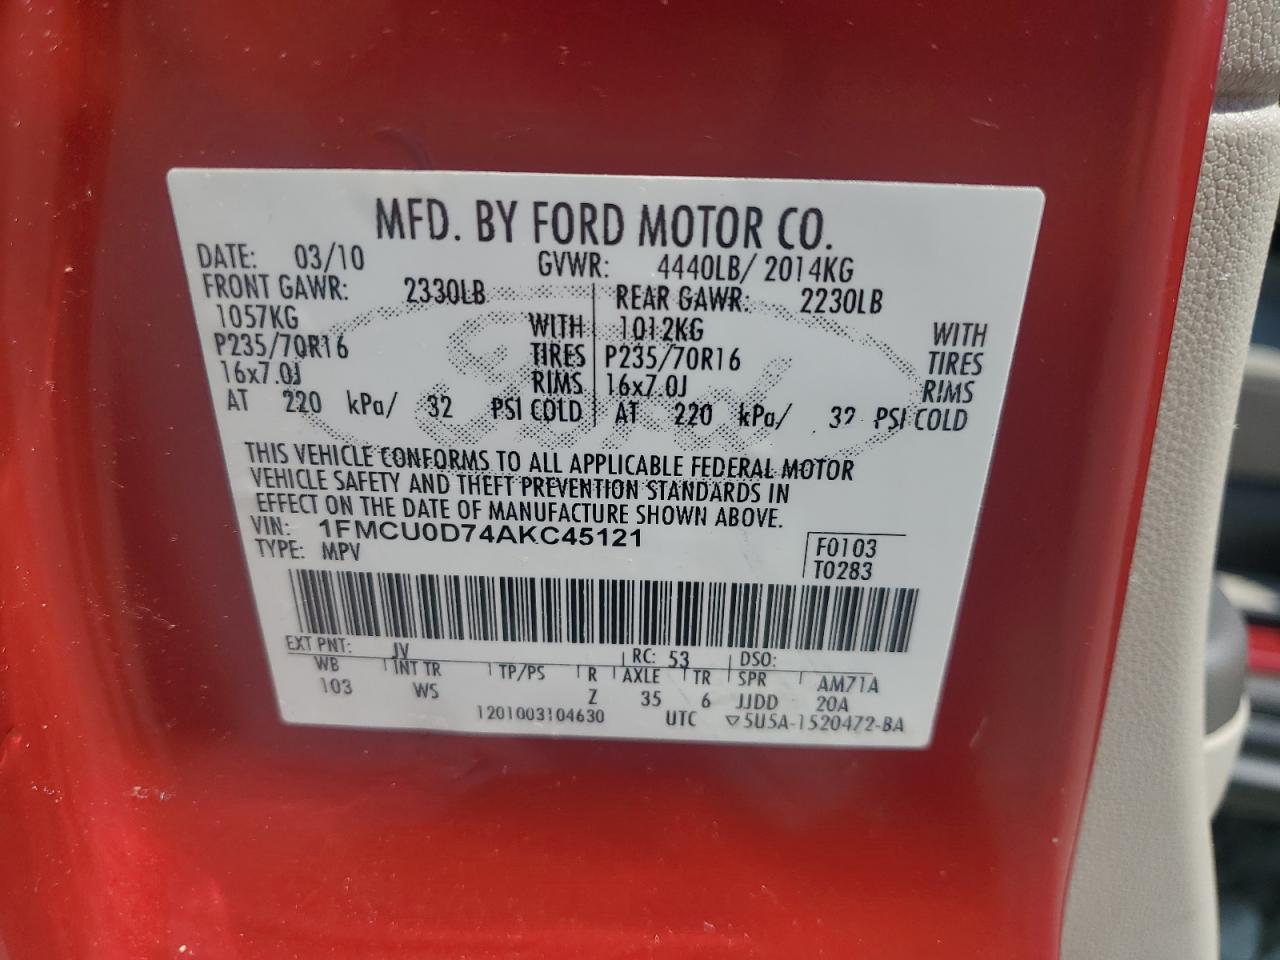 MFD. BY FORD MOTOR CO.
DATE: 03/10 GVWR: 4440LB/ 2014KG
FRONT GAWR: 2330LB REAR GAWR: 2230LB
1057KG WITH 1012KG WITH
P235/70R16 TIRES P235/70R16 TIRES
16x7.0J RIMS 16x7.0J RIMS
AT 220 kPa/ 32 PSI COLD AT 220 kPa/ 32 PSI COLD
Ford
THIS VEHICLE CONFORMS TO ALL APPLICABLE FEDERAL MOTOR
VEHICLE SAFETY AND THEFT PREVENTION STANDARDS IN
EFFECT ON THE DATE OF MANUFACTURE SHOWN ABOVE.
VIN: 1FMCU0D74AKC45121
TYPE: MPV
F0103
T0283
EXT PNT: JV RC: 53 DSO:
WB INT TR TP/PS R AXLE TR SPR AM71A
103 WS Z 35 6 JJDD 20A
1201003104630 UTC ▽5U5A-1520472-BA